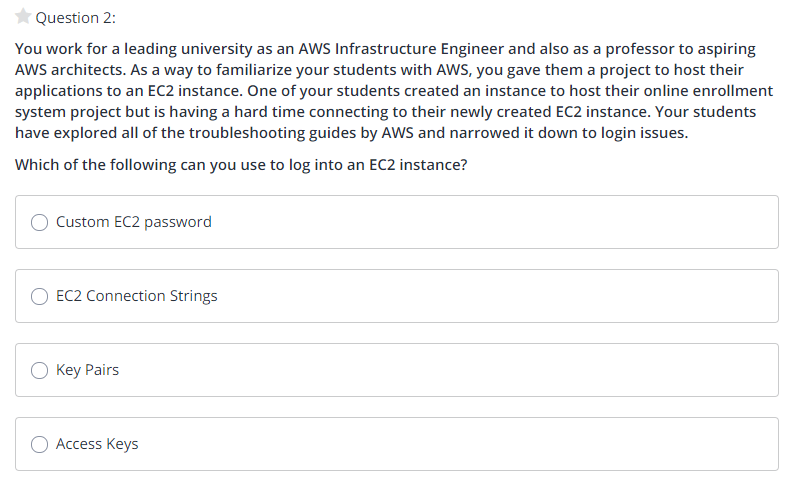 Question 2:
You work for a leading university as an AWS Infrastructure Engineer and also as a professor to aspiring
AWS architects. As a way to familiarize your students with AWS, you gave them a project to host their
applications to an EC2 instance. One of your students created an instance to host their online enrollment
system project but is having a hard time connecting to their newly created EC2 instance. Your students
have explored all of the troubleshooting guides by AWS and narrowed it down to login issues.
Which of the following can you use to log into an EC2 instance?
Custom EC2 password
EC2 Connection Strings
Key Pairs
Access Keys